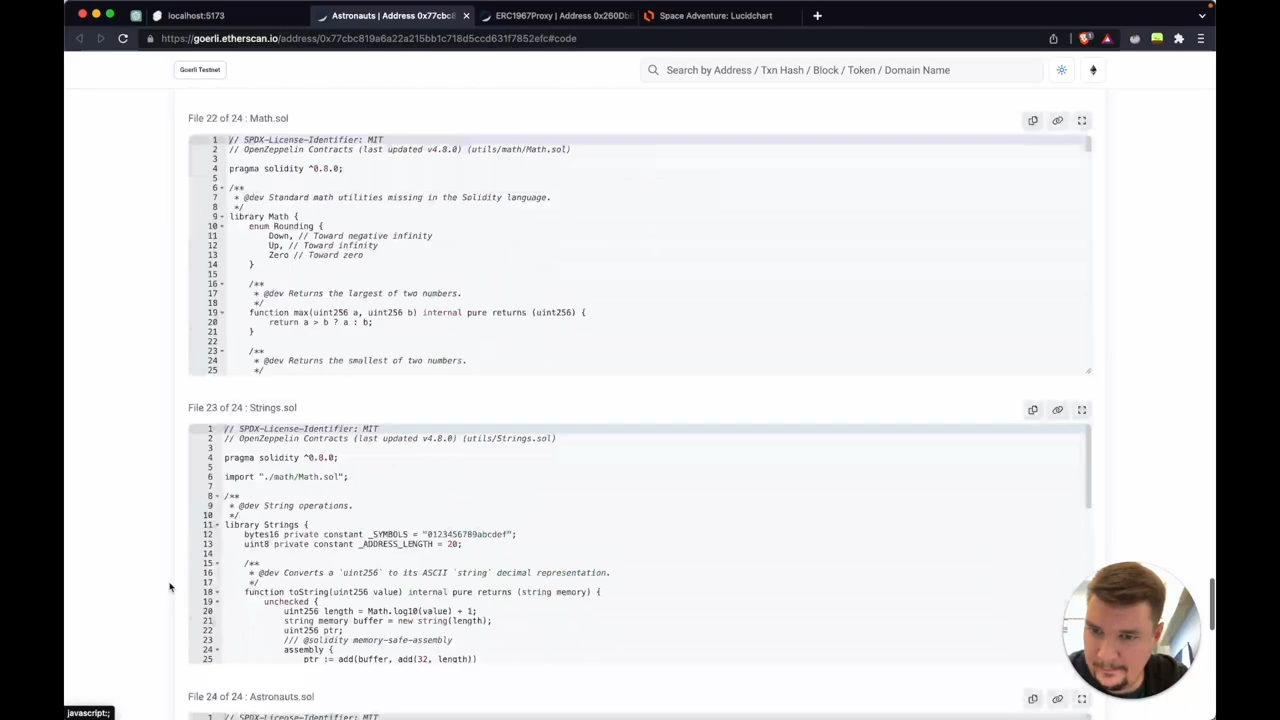 localhost:5173
Astronauts | Address 0x77cbc8
ERC1967Proxy | Address 0x260Db
Space Adventure: Lucidchart
https://goerli.etherscan.io/address/0x77cbc819a6a22a215bb1c718d5ccd631f7852efc#code
Goerli Testnet
Search by Address / Txn Hash / Block / Token / Domain Name
File 22 of 24 : Math.sol
1 // SPDX-License-Identifier: MIT
2 // OpenZeppelin Contracts (last updated v4.8.0) (utils/math/Math.sol)
3
4 pragma solidity ^0.8.0;
5
6 /**
7 * @dev Standard math utilities missing in the Solidity language.
8 */
9 library Math {
10 enum Rounding {
11 Down, // Toward negative infinity
12 Up, // Toward infinity
13 Zero // Toward zero
14 }
15
16 /**
17 * @dev Returns the largest of two numbers.
18 */
19 function max(uint256 a, uint256 b) internal pure returns (uint256) {
20 return a > b ? a : b;
21 }
22
23 /**
24 * @dev Returns the smallest of two numbers.
25 */
File 23 of 24 : Strings.sol
1 // SPDX-License-Identifier: MIT
2 // OpenZeppelin Contracts (last updated v4.8.0) (utils/Strings.sol)
3
4 pragma solidity ^0.8.0;
5
6 import "./math/Math.sol";
7
8 /**
9 * @dev String operations.
10 */
11 library Strings {
12 bytes16 private constant _SYMBOLS = "0123456789abcdef";
13 uint8 private constant _ADDRESS_LENGTH = 20;
14
15 /**
16 * @dev Converts a `uint256` to its ASCII `string` decimal representation.
17 */
18 function toString(uint256 value) internal pure returns (string memory) {
19 unchecked {
20 uint256 length = Math.log10(value) + 1;
21 string memory buffer = new string(length);
22 uint256 ptr;
23 /// @solidity memory-safe-assembly
24 assembly {
25 ptr := add(buffer, add(32, length))
File 24 of 24 : Astronauts.sol
1 // SPDX-License-Identifier: MIT
javascript:;